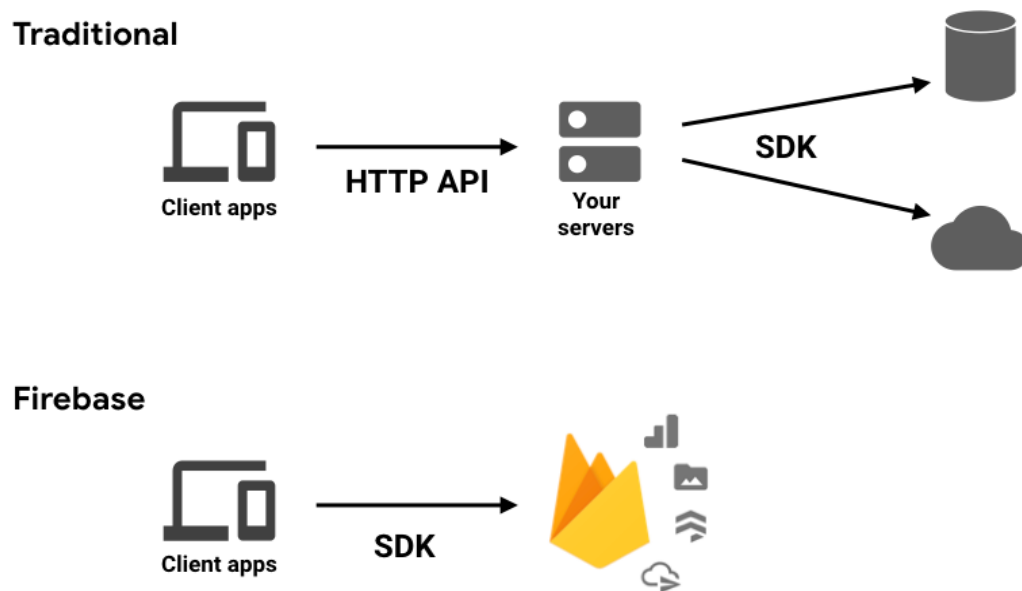 Traditional
SDK
HTTP API
Client apps
Your
servers
Firebase
SDK
Client apps